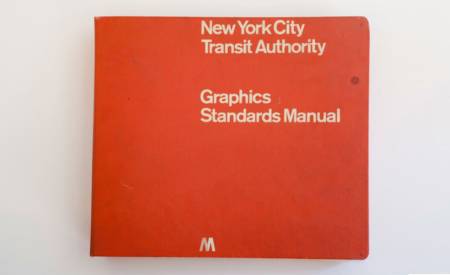 New York City
Transit Authority
Graphics
Standards Manual
M